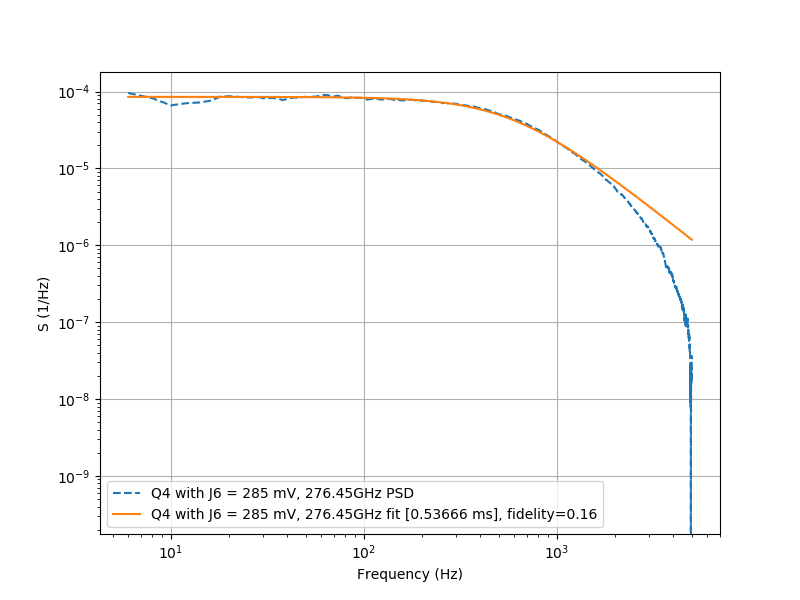 10⁻⁴
10⁻⁵
10⁻⁶
10⁻⁷
10⁻⁸
10⁻⁹
S (1/Hz)
Q4 with J6 = 285 mV, 276.45GHz PSD
Q4 with J6 = 285 mV, 276.45GHz fit [0.53666 ms], fidelity=0.16
10¹ 10² 10³
Frequency (Hz)